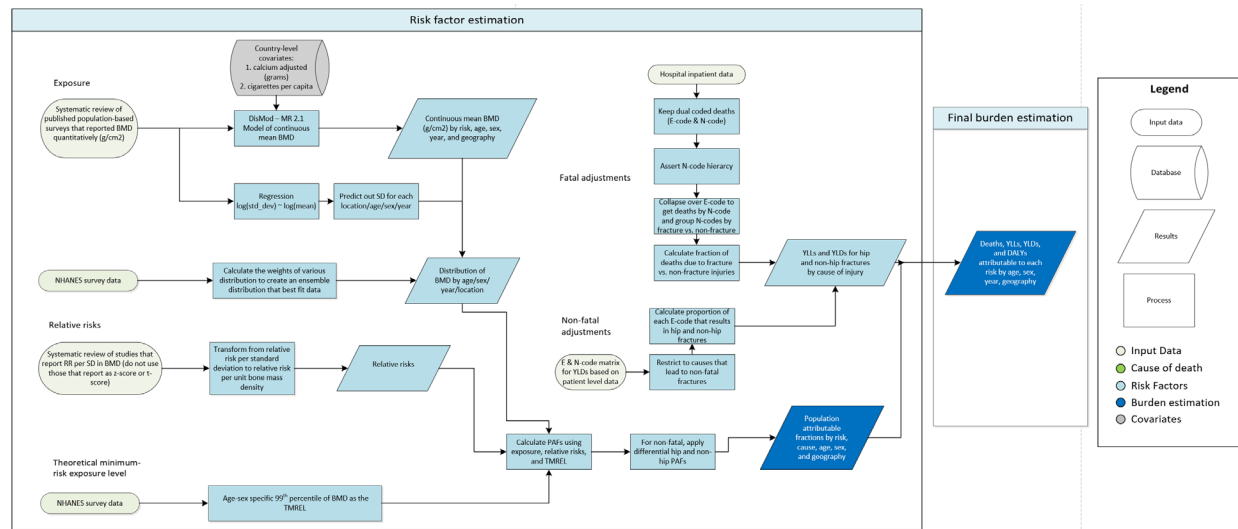 Risk factor estimation
Exposure
Systematic review of
published population-based
surveys that reported BMD
quantitatively (g/cm2)
Country-level
covariates:
1. calcium adjusted
(grams)
2. cigarettes per capita
DisMod – MR 2.1
Model of continuous
mean BMD
Continuous mean BMD
(g/cm2) by risk, age, sex,
year, and geography
Regression
log(std_dev) ~ log(mean)
Predict out SD for each
location/age/sex/year
NHANES survey data
Calculate the weights of various
distribution to create an ensemble
distribution that best fit data
Distribution of
BMD by age/sex/
year/location
Relative risks
Systematic review of studies that
report RR per SD in BMD (do not use
those that report as z-score or t-
score)
Transform from relative
risk per standard
deviation to relative risk
per unit bone mass
density
Relative risks
Theoretical minimum-
risk exposure level
NHANES survey data
Age-sex specific 99th percentile of BMD as the
TMREL
Calculate PAFs using
exposure, relative risks,
and TMREL
For non-fatal, apply
differential hip and non-
hip PAFs
Population
attributable
fractions by risk,
cause, age, sex,
and geography
Fatal adjustments
Hospital inpatient data
Keep dual coded deaths
(E-code & N-code)
Assert N-code hierarcy
Collapse over E-code to
get deaths by N-code
and group N-codes by
fracture vs. non-fracture
Calculate fraction of
deaths due to fracture
vs. non-fracture injuries
YLLs and YLDs for hip
and non-hip fractures
by cause of injury
Non-fatal
adjustments
Calculate proportion of
each E-code that results
in hip and non-hip
fractures
E & N-code matrix
for YLDs based on
patient level data
Restrict to causes that
lead to non-fatal
fractures
Final burden estimation
Deaths, YLLs, YLDs,
and DALYs
attributable to each
risk by age, sex,
year, geography
Legend
Input data
Database
Results
Process
Input Data
Cause of death
Risk Factors
Burden estimation
Covariates